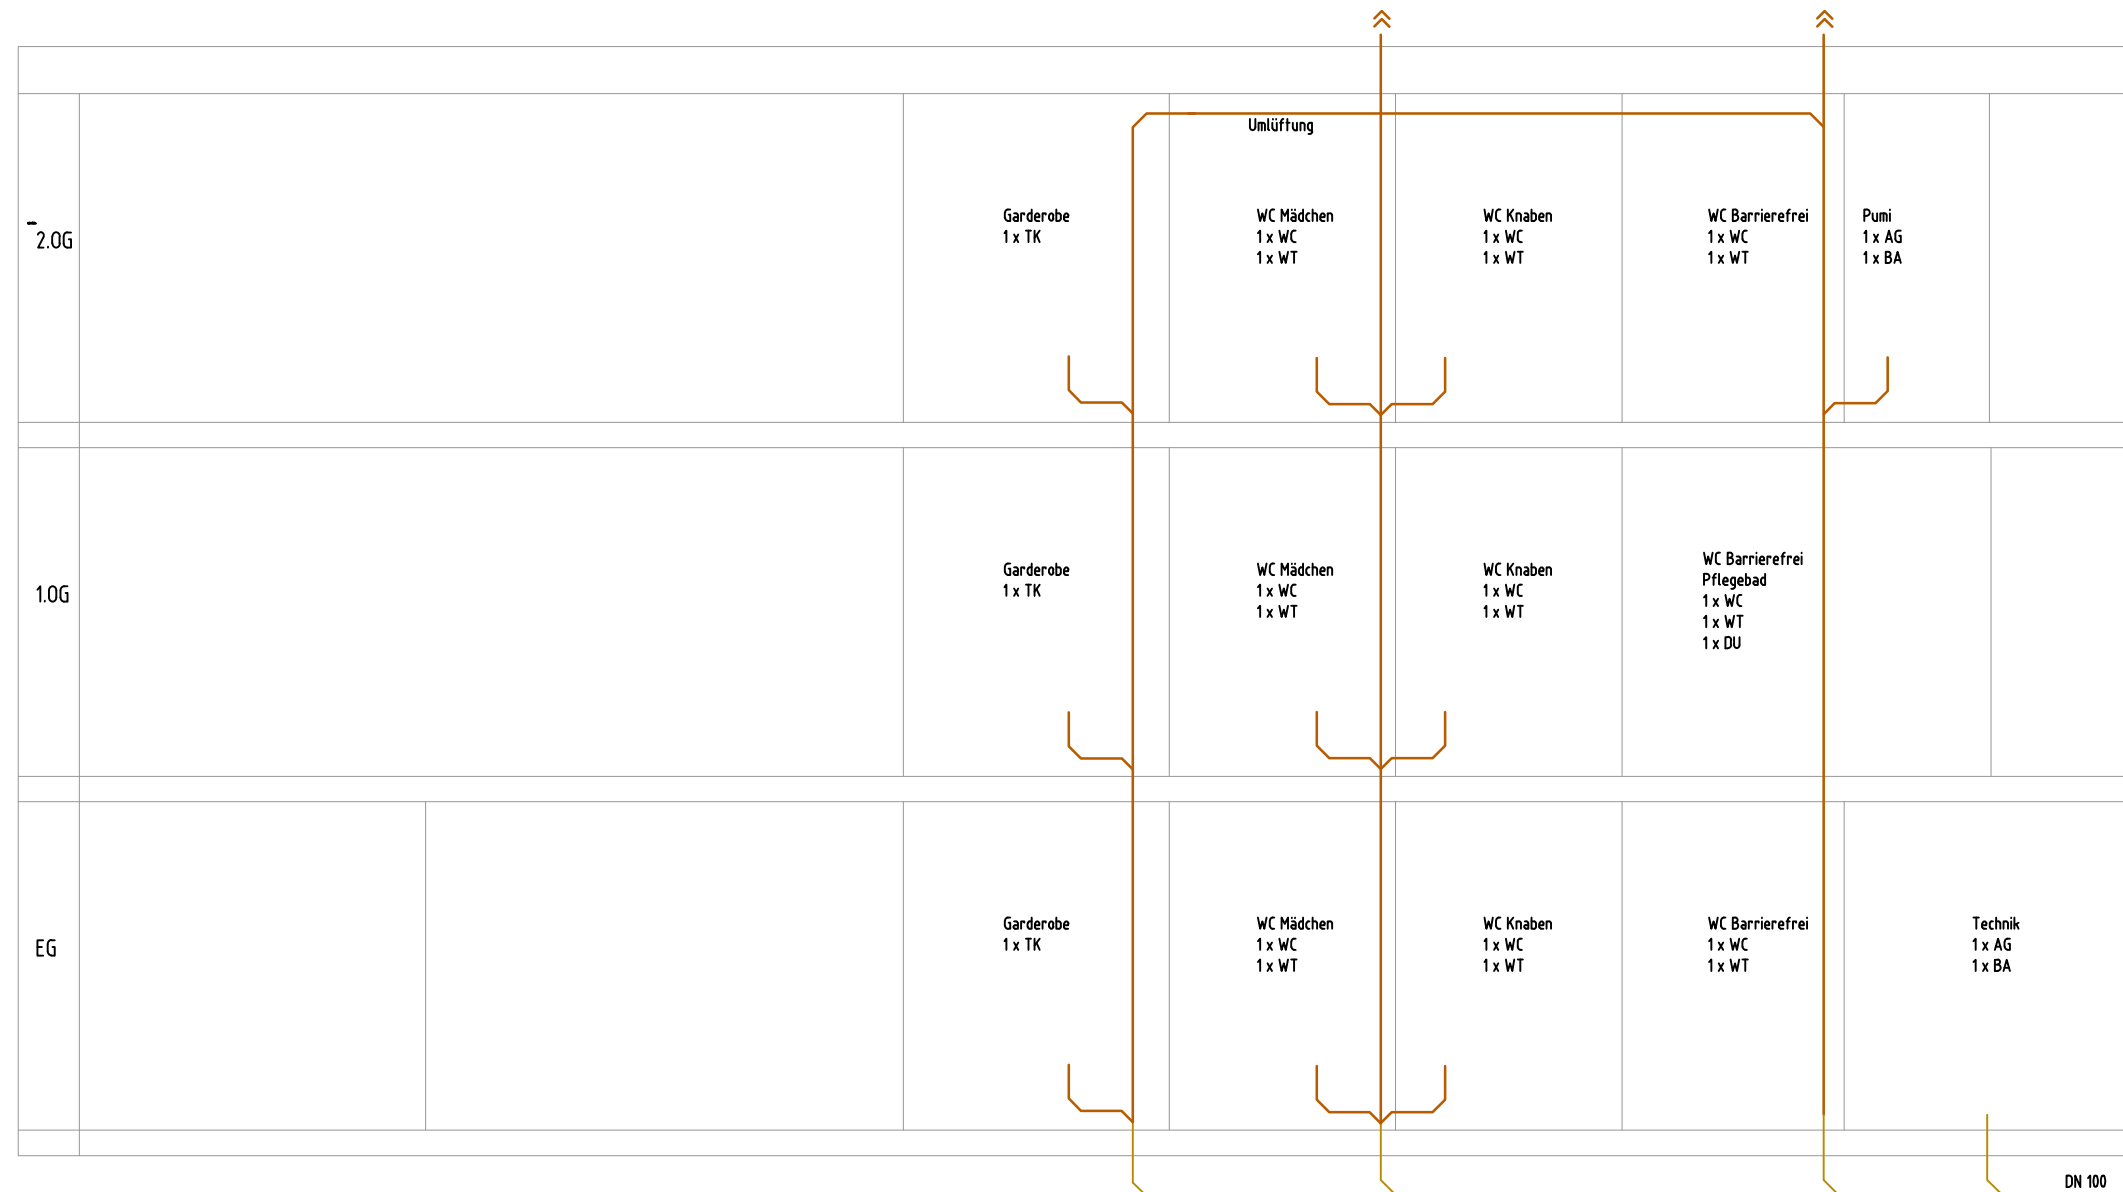 Umlüftung
2.OG
Garderobe
1 x TK
WC Mädchen
1 x WC
1 x WT
WC Knaben
1 x WC
1 x WT
WC Barrierefrei
1 x WC
1 x WT
Pumi
1 x AG
1 x BA
1.OG
Garderobe
1 x TK
WC Mädchen
1 x WC
1 x WT
WC Knaben
1 x WC
1 x WT
WC Barrierefrei
Pflegebad
1 x WC
1 x WT
1 x DU
EG
Garderobe
1 x TK
WC Mädchen
1 x WC
1 x WT
WC Knaben
1 x WC
1 x WT
WC Barrierefrei
1 x WC
1 x WT
Technik
1 x AG
1 x BA
DN 100